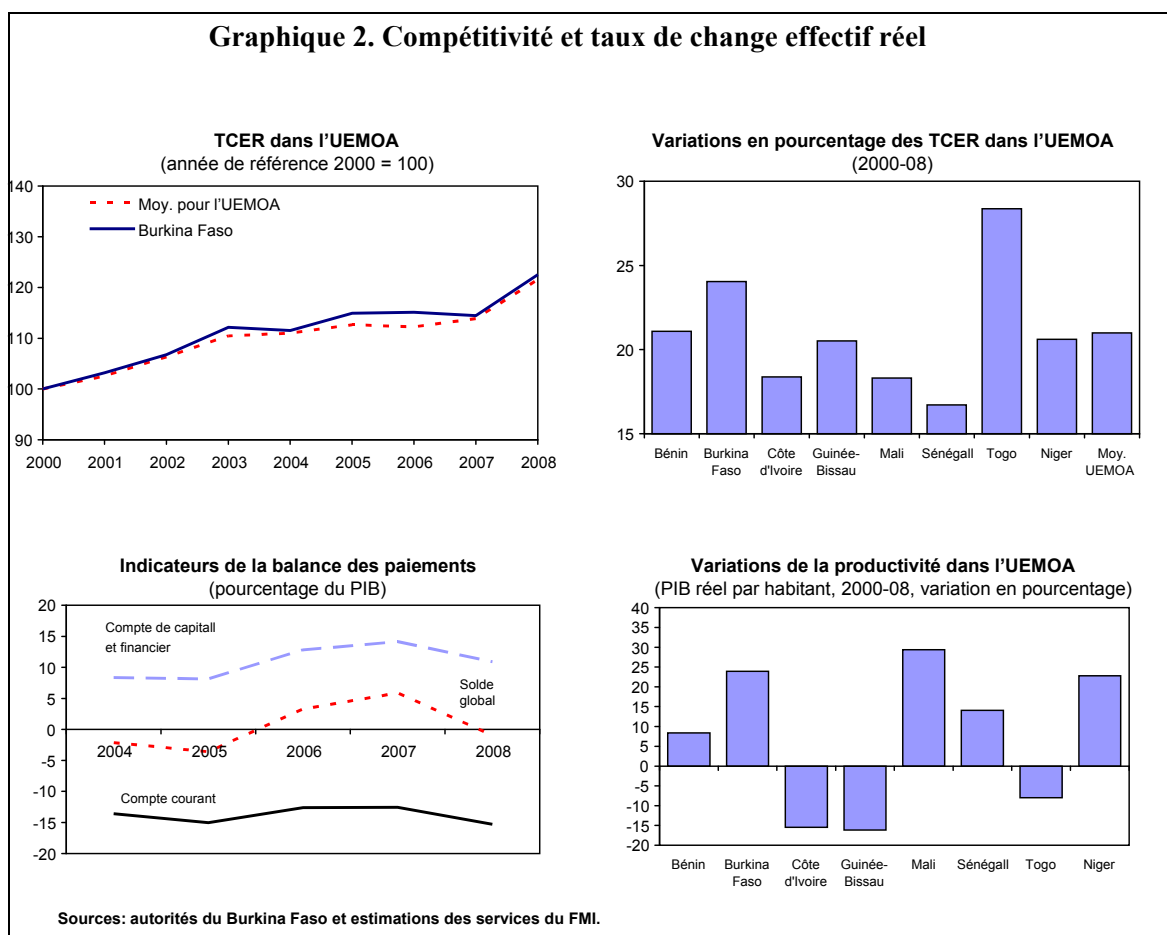 Graphique 2. Compétitivité et taux de change effectif réel
TCER dans l'UEMOA
(année de référence 2000 = 100)
140
130
120
110
100
90
Moy. pour l'UEMOA
Burkina Faso
2000 2001 2002 2003 2004 2005 2006 2007 2008
Variations en pourcentage des TCER dans l'UEMOA
(2000-08)
30
25
20
15
Bénin Burkina Côte Guinée- Mali Sénégall Togo Niger Moy.
Faso d'Ivoire Bissau UEMOA
Indicateurs de la balance des paiements
(pourcentage du PIB)
20
15
10
5
0
-5
-10
-15
-20
Compte de capitall
et financier
Solde
global
2004 2005 2006 2007 2008
Compte courant
Variations de la productivité dans l'UEMOA
(PIB réel par habitant, 2000-08, variation en pourcentage)
40
35
30
25
20
15
10
5
0
-5
-10
-15
-20
Bénin Burkina Côte Guinée- Mali Sénégall Togo Niger
Faso d'Ivoire Bissau
Sources: autorités du Burkina Faso et estimations des services du FMI.